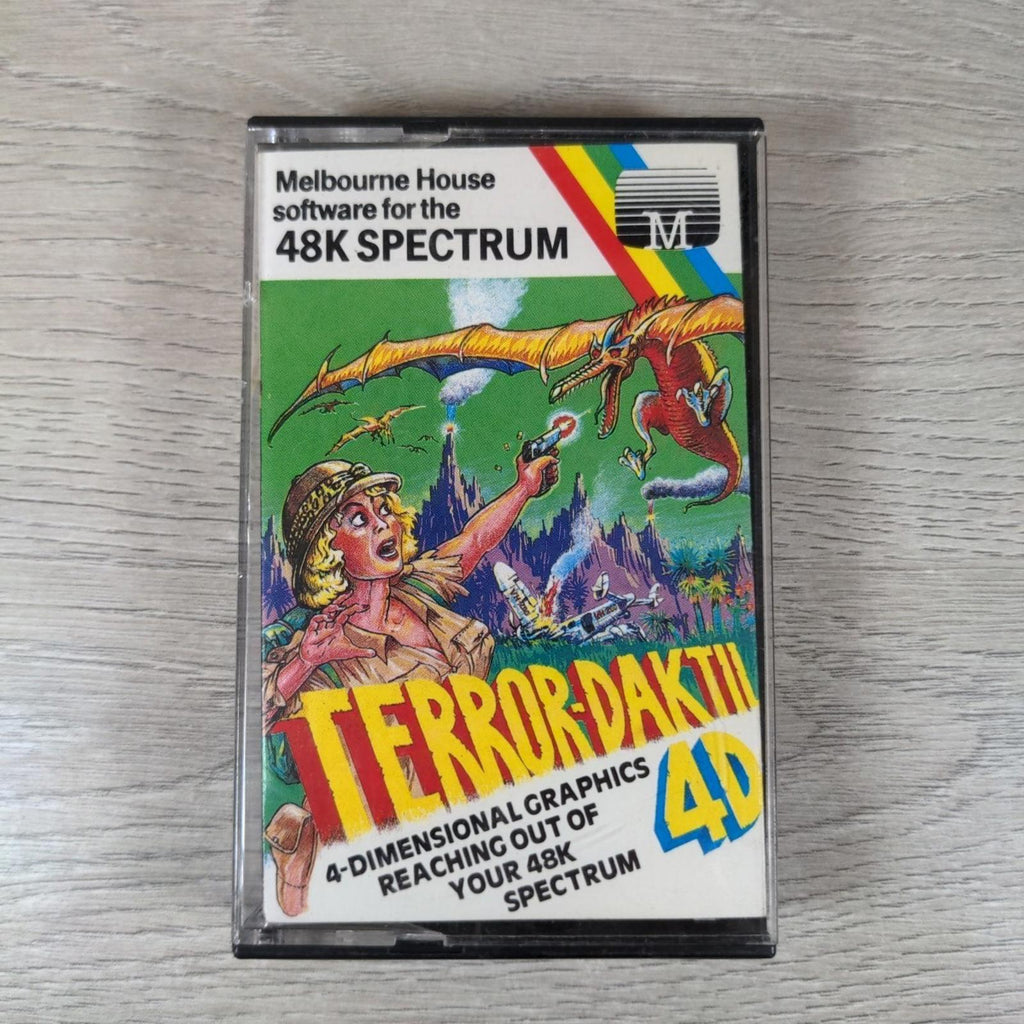 Melbourne House
software for the
48K SPECTRUM
M
TERROR-DAKTIL
4D
4-DIMENSIONAL GRAPHICS
REACHING OUT OF
YOUR 48K
SPECTRUM